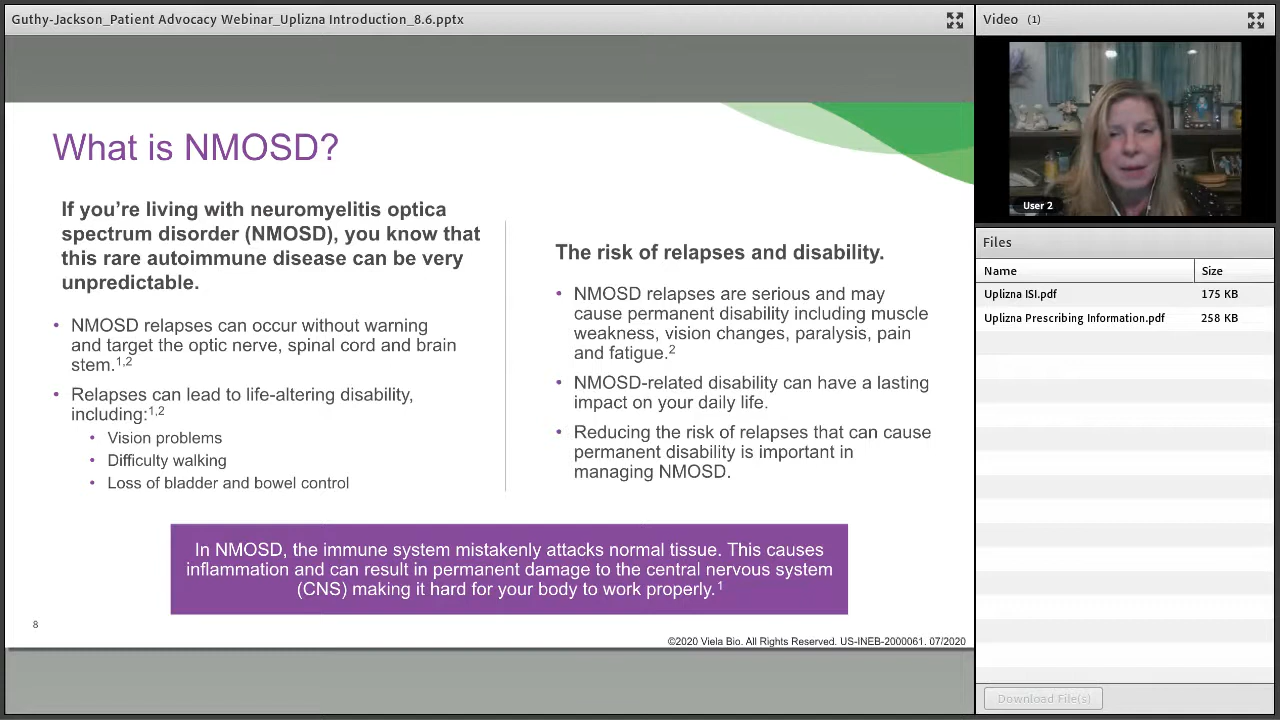 Guthy-Jackson_Patient Advocacy Webinar_Uplizna Introduction_8.6.pptx
What is NMOSD?
If you’re living with neuromyelitis optica
spectrum disorder (NMOSD), you know that
this rare autoimmune disease can be very
unpredictable.
• NMOSD relapses can occur without warning
and target the optic nerve, spinal cord and brain
stem.1,2
• Relapses can lead to life-altering disability,
including:1,2
• Vision problems
• Difficulty walking
• Loss of bladder and bowel control
The risk of relapses and disability.
• NMOSD relapses are serious and may
cause permanent disability including muscle
weakness, vision changes, paralysis, pain
and fatigue.2
• NMOSD-related disability can have a lasting
impact on your daily life.
• Reducing the risk of relapses that can cause
permanent disability is important in
managing NMOSD.
In NMOSD, the immune system mistakenly attacks normal tissue. This causes
inflammation and can result in permanent damage to the central nervous system
(CNS) making it hard for your body to work properly.1
8
©2020 Viela Bio. All Rights Reserved. US-INEB-2000061. 07/2020
Video (1)
User 2
Files
Name Size
Uplizna ISI.pdf 175 KB
Uplizna Prescribing Information.pdf 258 KB
Download File(s)